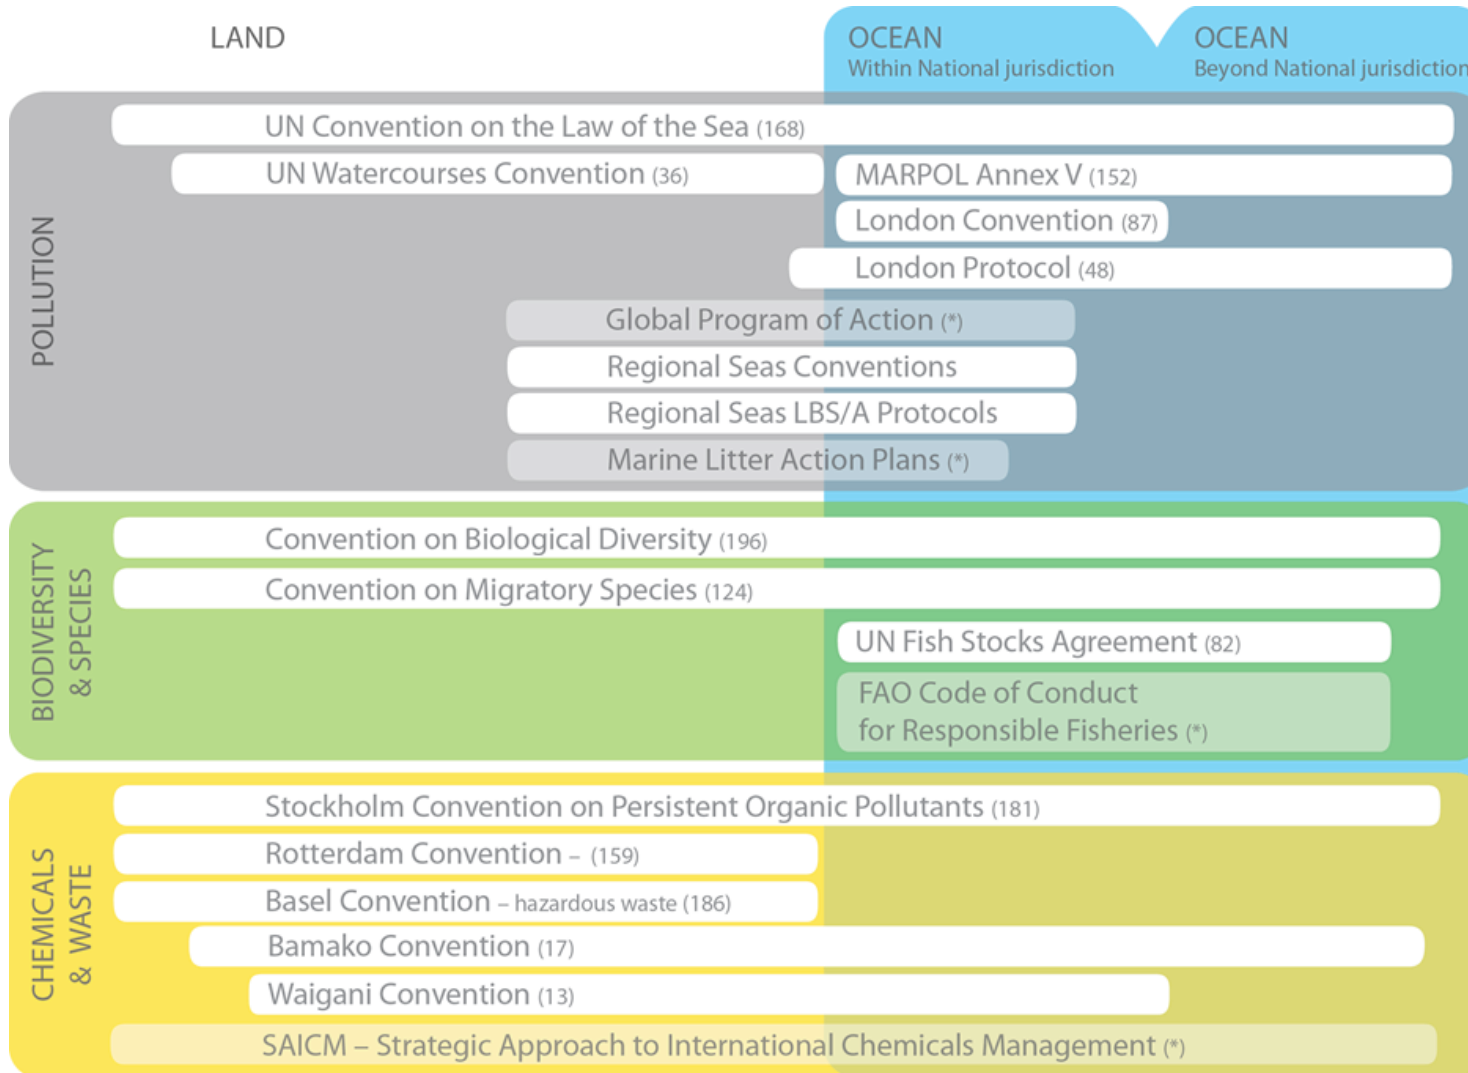 LAND
OCEAN
Within National jurisdiction
OCEAN
Beyond National jurisdiction
POLLUTION
UN Convention on the Law of the Sea (168)
UN Watercourses Convention (36)
MARPOL Annex V (152)
London Convention (87)
London Protocol (48)
Global Program of Action (*)
Regional Seas Conventions
Regional Seas LBS/A Protocols
Marine Litter Action Plans (*)
BIODIVERSITY
& SPECIES
Convention on Biological Diversity (196)
Convention on Migratory Species (124)
UN Fish Stocks Agreement (82)
FAO Code of Conduct
for Responsible Fisheries (*)
CHEMICALS
& WASTE
Stockholm Convention on Persistent Organic Pollutants (181)
Rotterdam Convention – (159)
Basel Convention – hazardous waste (186)
Bamako Convention (17)
Waigani Convention (13)
SAICM – Strategic Approach to International Chemicals Management (*)